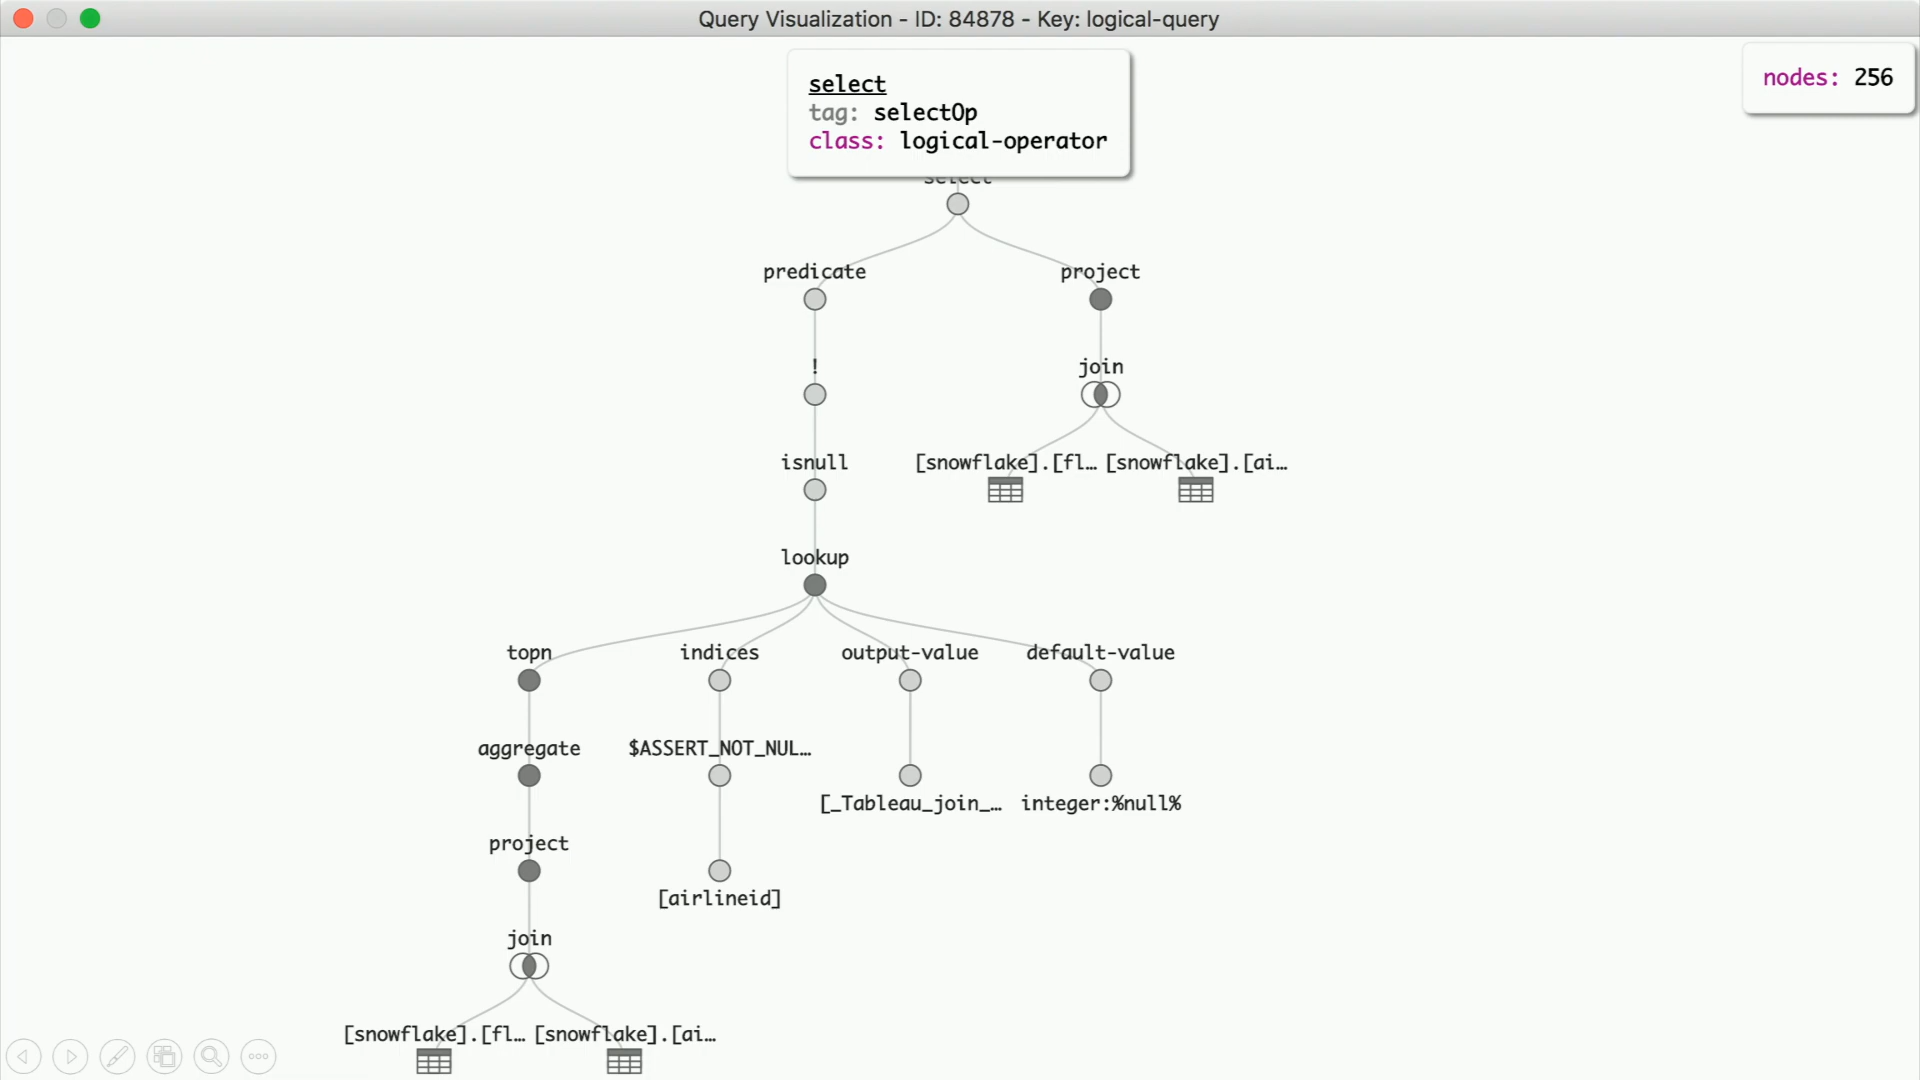 Query Visualization - ID: 84878 - Key: logical-query
select
tag: selectOp
class: logical-operator
nodes: 256
select
predicate
project
!
join
isnull
[snowflake].[fl… [snowflake].[ai…
lookup
topn
indices
output-value
default-value
aggregate
$ASSERT_NOT_NUL…
[_Tableau_join_…
integer:%null%
project
[airlineid]
join
[snowflake].[fl… [snowflake].[ai…